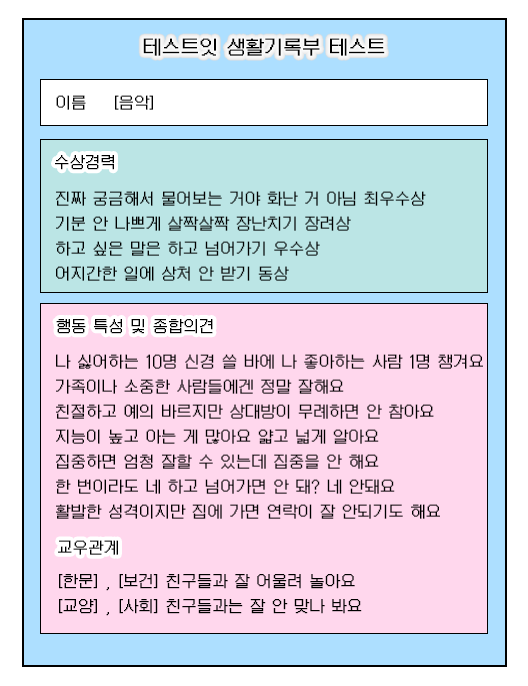 테스트잇 생활기록부 테스트
이름 [음악]
수상경력
진짜 궁금해서 물어보는 거야 화난 거 아님 최우수상
기분 안 나쁘게 살짝살짝 장난치기 장려상
하고 싶은 말은 하고 넘어가기 우수상
어지간한 일에 상처 안 받기 동상
행동 특성 및 종합의견
나 싫어하는 10명 신경 쓸 바에 나 좋아하는 사람 1명 챙겨요
가족이나 소중한 사람들에겐 정말 잘해요
친절하고 예의 바르지만 상대방이 무례하면 안 참아요
지능이 높고 아는 게 많아요 얇고 넓게 알아요
집중하면 엄청 잘할 수 있는데 집중을 안 해요
한 번이라도 네 하고 넘어가면 안 돼? 네 안돼요
활발한 성격이지만 집에 가면 연락이 잘 안되기도 해요
교우관계
[한문] , [보건] 친구들과 잘 어울려 놀아요
[교양] , [사회] 친구들과는 잘 안 맞나 봐요